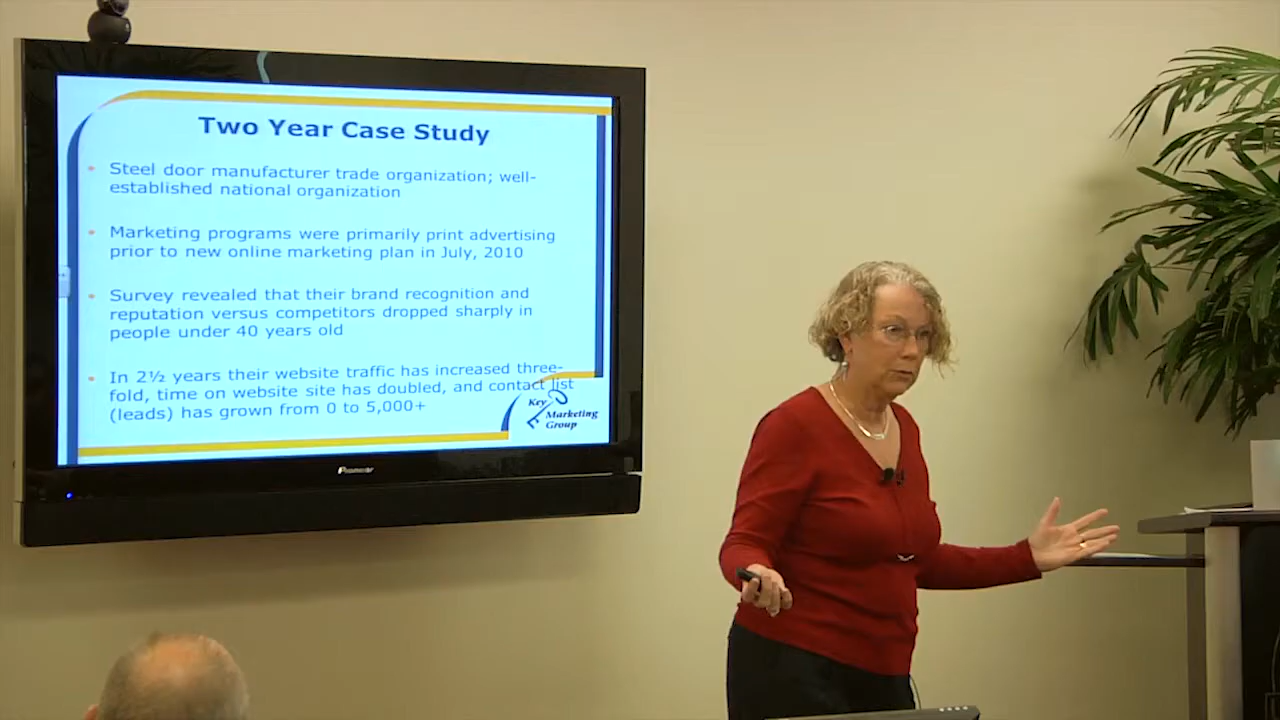 Two Year Case Study
Steel door manufacturer trade organization; well-
established national organization
Marketing programs were primarily print advertising
prior to new online marketing plan in July, 2010
Survey revealed that their brand recognition and
reputation versus competitors dropped sharply in
people under 40 years old
In 2½ years their website traffic has increased three-
fold, time on website site has doubled, and contact list
(leads) has grown from 0 to 5,000+
Key
Marketing
Group
Pioneer